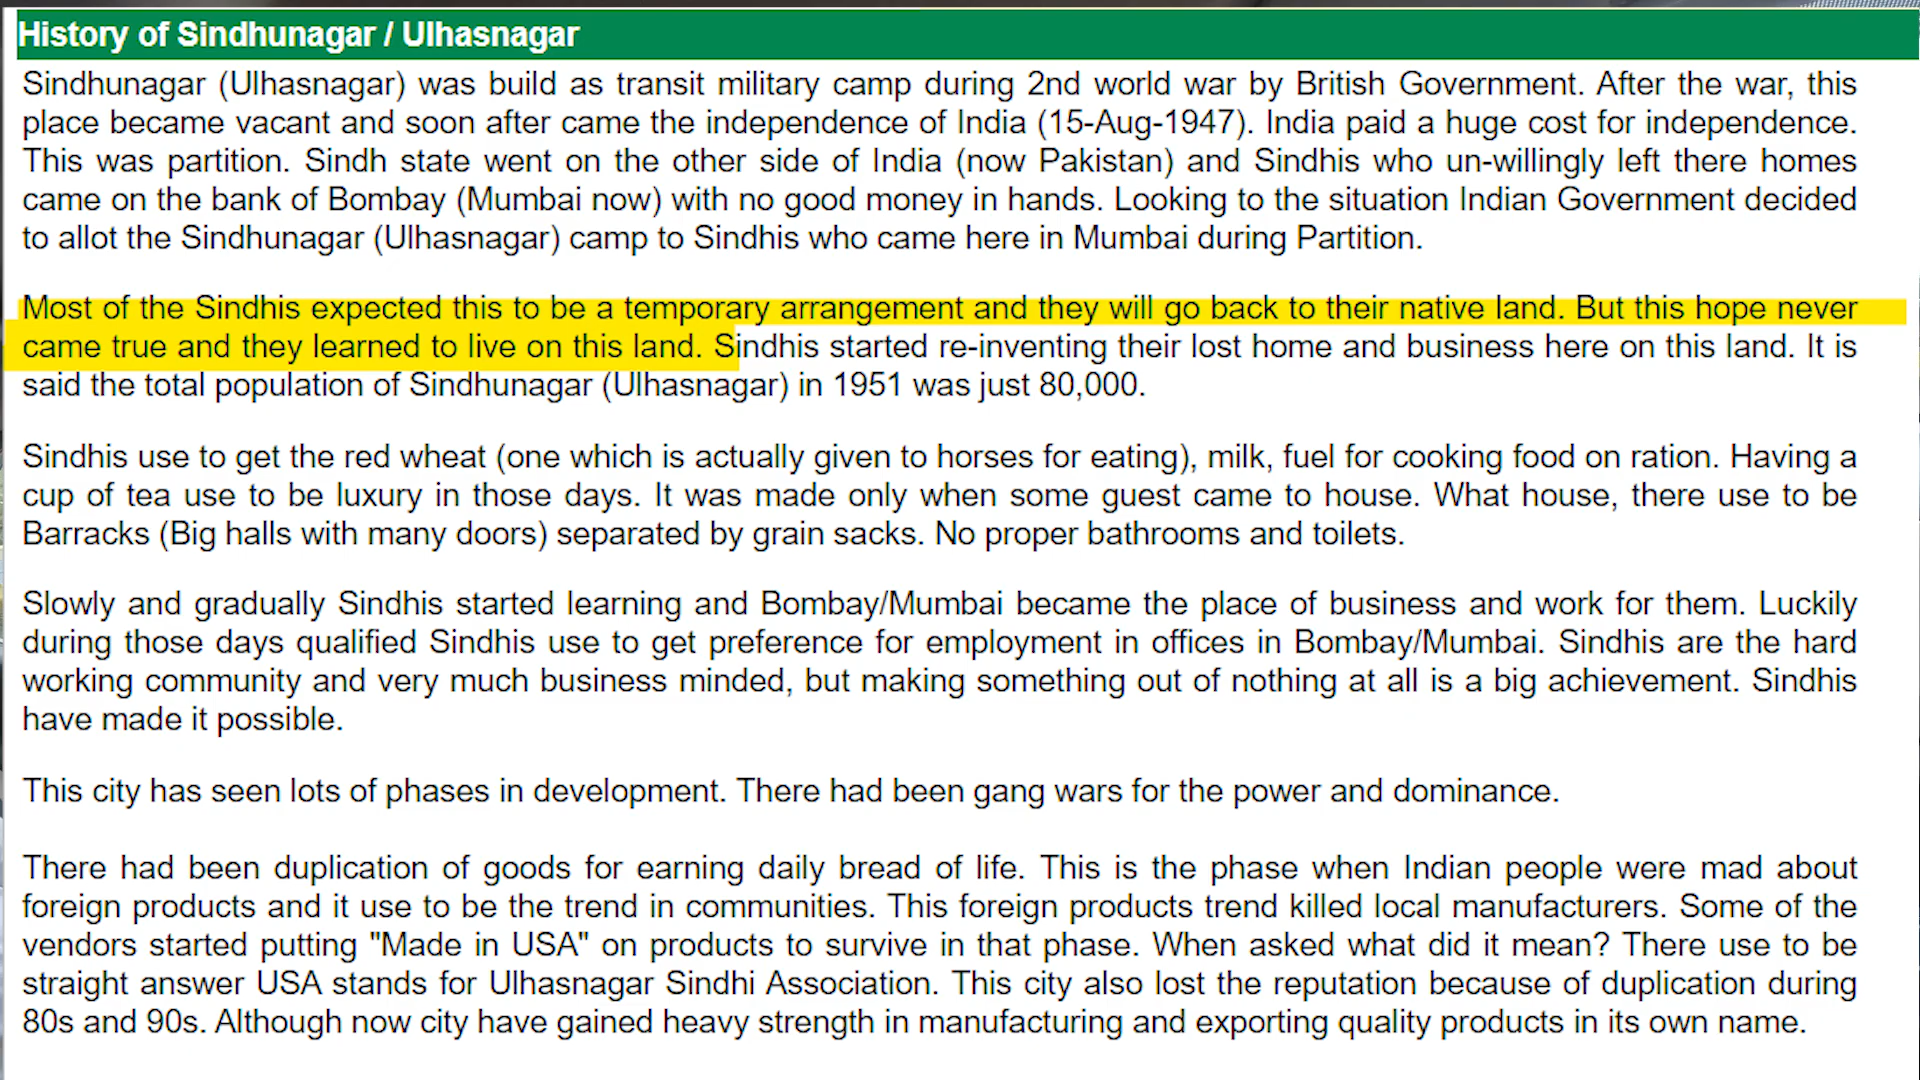 History of Sindhunagar / Ulhasnagar
Sindhunagar (Ulhasnagar) was build as transit military camp during 2nd world war by British Government. After the war, this
place became vacant and soon after came the independence of India (15-Aug-1947). India paid a huge cost for independence.
This was partition. Sindh state went on the other side of India (now Pakistan) and Sindhis who un-willingly left there homes
came on the bank of Bombay (Mumbai now) with no good money in hands. Looking to the situation Indian Government decided
to allot the Sindhunagar (Ulhasnagar) camp to Sindhis who came here in Mumbai during Partition.
Most of the Sindhis expected this to be a temporary arrangement and they will go back to their native land. But this hope never
came true and they learned to live on this land. Sindhis started re-inventing their lost home and business here on this land. It is
said the total population of Sindhunagar (Ulhasnagar) in 1951 was just 80,000.
Sindhis use to get the red wheat (one which is actually given to horses for eating), milk, fuel for cooking food on ration. Having a
cup of tea use to be luxury in those days. It was made only when some guest came to house. What house, there use to be
Barracks (Big halls with many doors) separated by grain sacks. No proper bathrooms and toilets.
Slowly and gradually Sindhis started learning and Bombay/Mumbai became the place of business and work for them. Luckily
during those days qualified Sindhis use to get preference for employment in offices in Bombay/Mumbai. Sindhis are the hard
working community and very much business minded, but making something out of nothing at all is a big achievement. Sindhis
have made it possible.
This city has seen lots of phases in development. There had been gang wars for the power and dominance.
There had been duplication of goods for earning daily bread of life. This is the phase when Indian people were mad about
foreign products and it use to be the trend in communities. This foreign products trend killed local manufacturers. Some of the
vendors started putting "Made in USA" on products to survive in that phase. When asked what did it mean? There use to be
straight answer USA stands for Ulhasnagar Sindhi Association. This city also lost the reputation because of duplication during
80s and 90s. Although now city have gained heavy strength in manufacturing and exporting quality products in its own name.